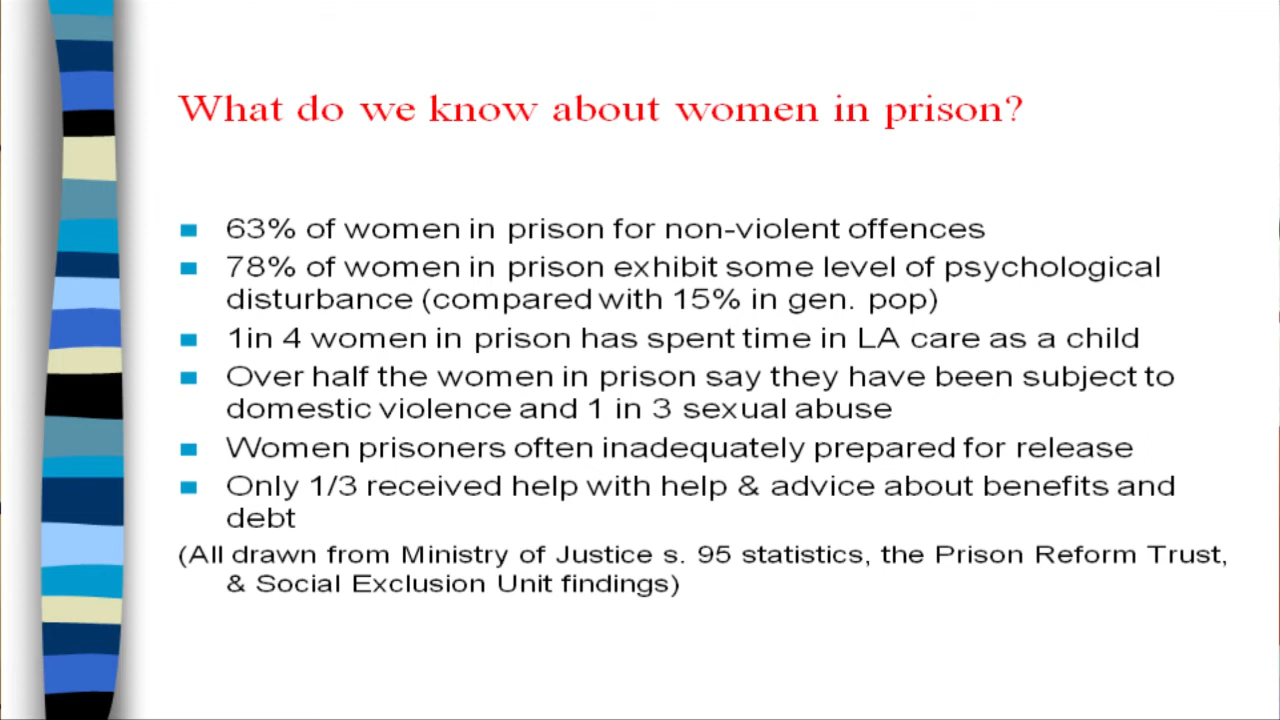 What do we know about women in prison?
63% of women in prison for non-violent offences
78% of women in prison exhibit some level of psychological
disturbance (compared with 15% in gen. pop)
1in 4 women in prison has spent time in LA care as a child
Over half the women in prison say they have been subject to
domestic violence and 1 in 3 sexual abuse
Women prisoners often inadequately prepared for release
Only 1/3 received help with help & advice about benefits and
debt
(All drawn from Ministry of Justice s. 95 statistics, the Prison Reform Trust,
& Social Exclusion Unit findings)